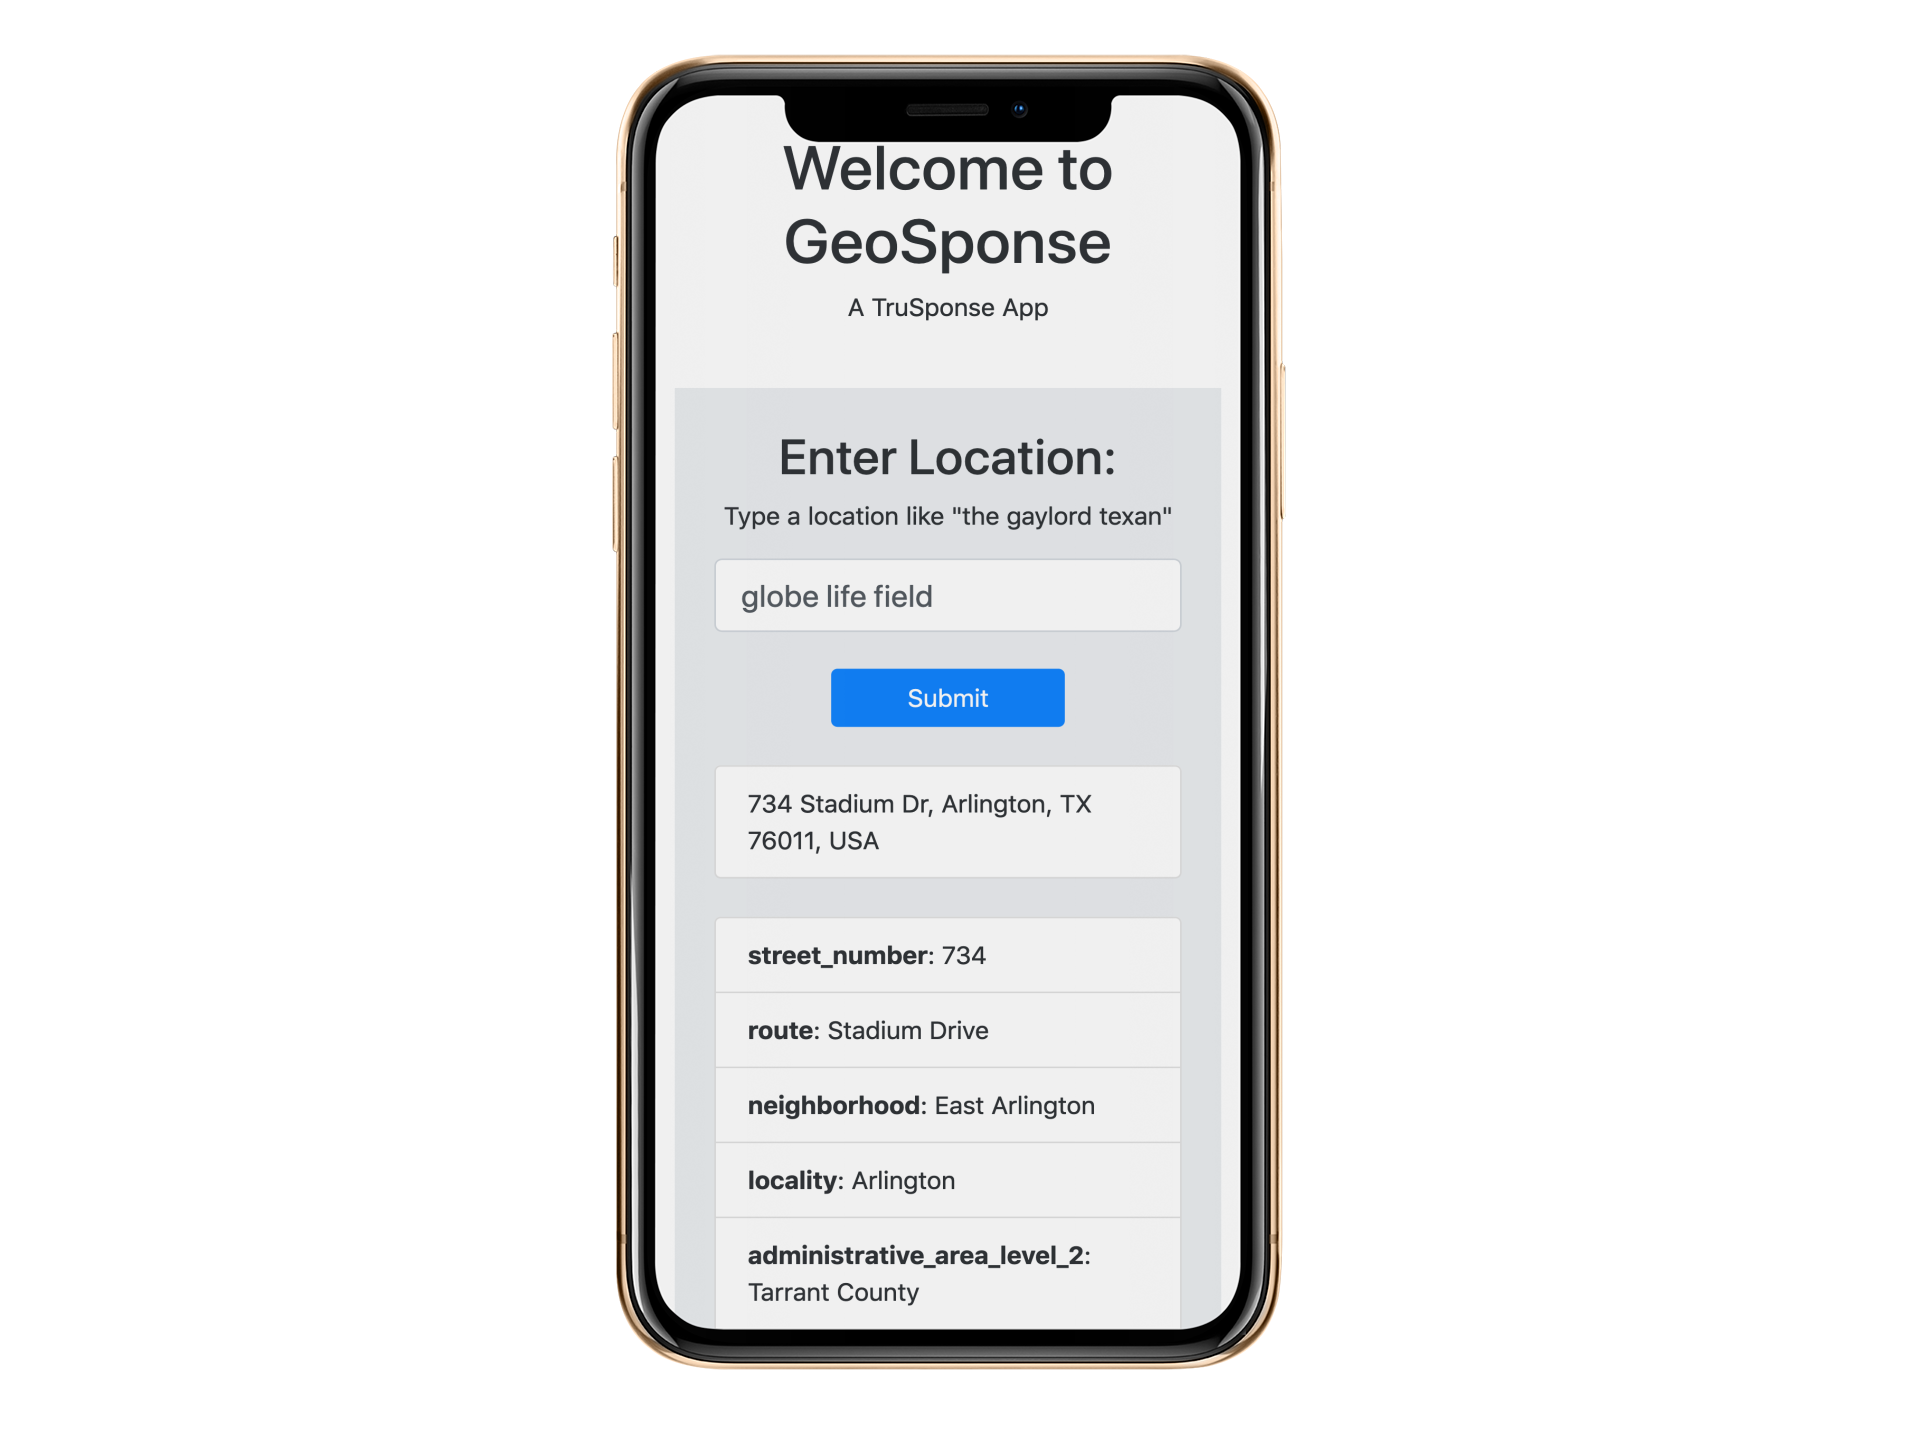 Welcome to
GeoSponse
A TruSponse App
Enter Location:
Type a location like "the gaylord texan"
globe life field
Submit
734 Stadium Dr, Arlington, TX
76011, USA
street_number: 734
route: Stadium Drive
neighborhood: East Arlington
locality: Arlington
administrative_area_level_2:
Tarrant County